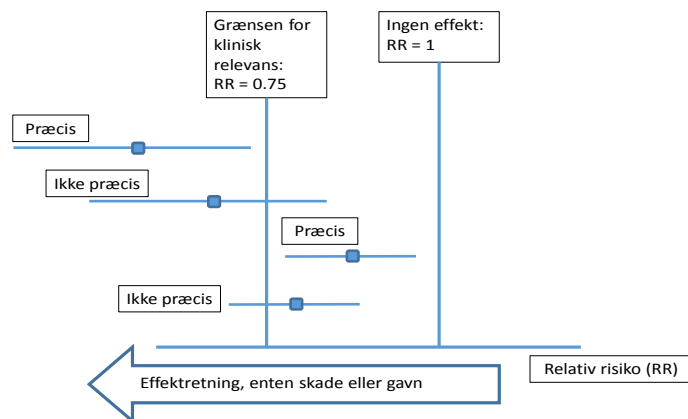 Grænsen for
klinisk
relevans:
RR = 0.75
Ingen effekt:
RR = 1
Præcis
Ikke præcis
Præcis
Ikke præcis
Relativ risiko (RR)
Effektretning, enten skade eller gavn